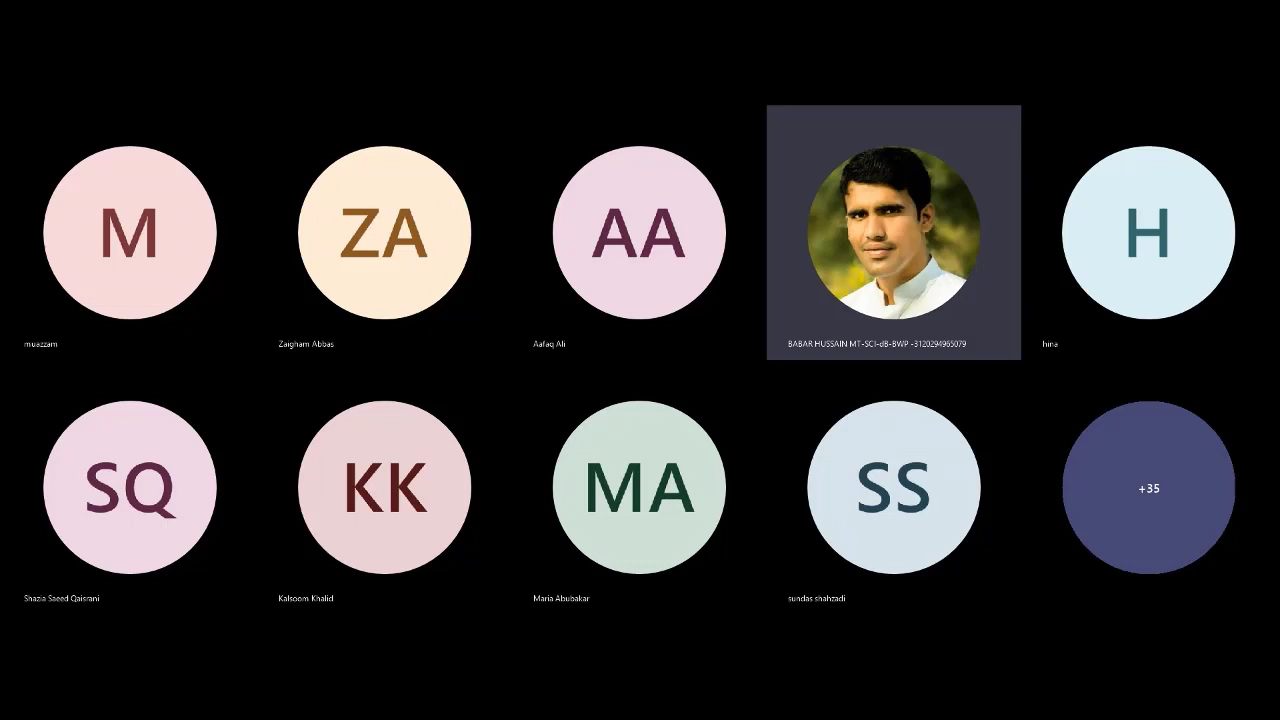 M
ZA
AA
H
muazzam
Zaigham Abbas
Aafaq Ali
BABAR HUSSAIN MT-SCI-dB-BWP -3120294965079
hina
SQ
KK
MA
SS
+35
Shazia Saeed Qaisrani
Kalsoom Khalid
Maria Abubakar
sundas shahzadi